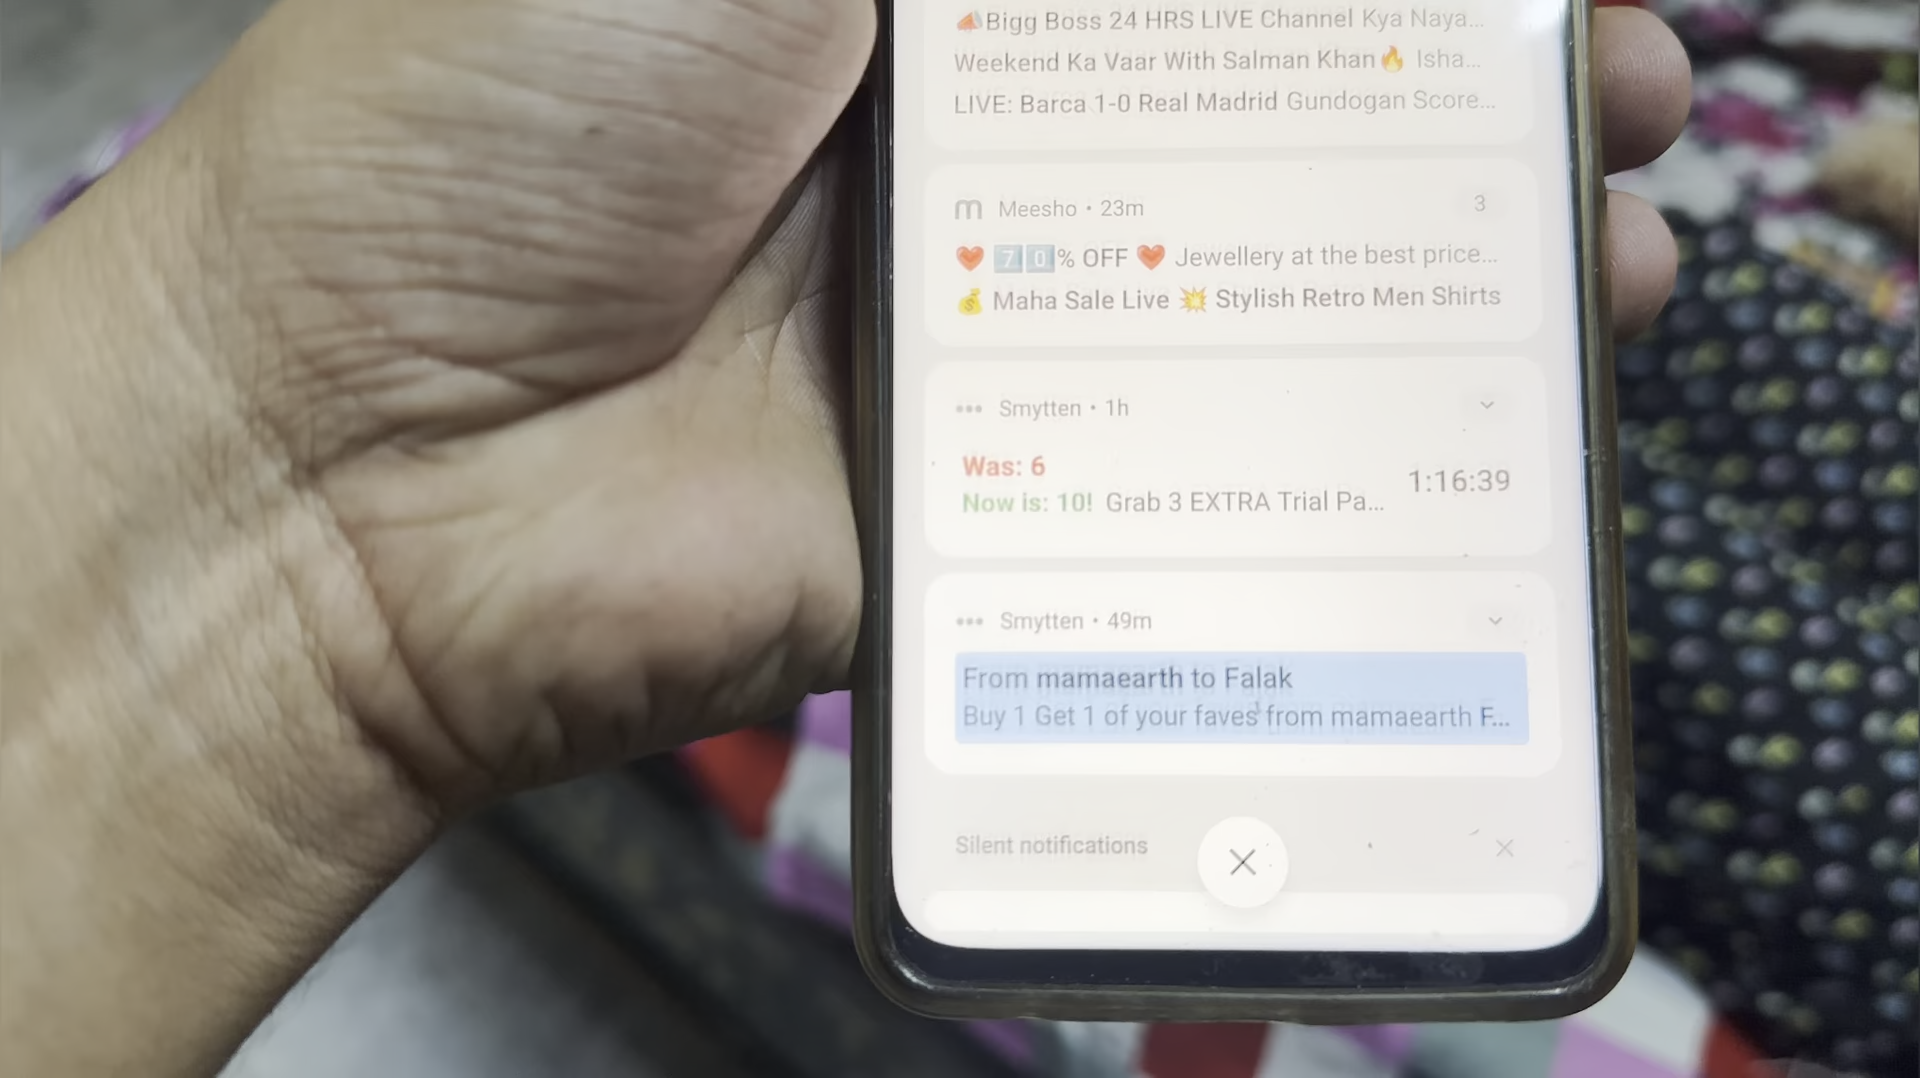 📣Bigg Boss 24 HRS LIVE Channel Kya Naya...
Weekend Ka Vaar With Salman Khan🔥 Isha...
LIVE: Barca 1-0 Real Madrid Gundogan Score...
Meesho • 23m 3
❤️ 7️⃣0️⃣% OFF ❤️ Jewellery at the best price...
💰 Maha Sale Live 💥 Stylish Retro Men Shirts
Smytten • 1h
Was: 6
1:16:39
Now is: 10! Grab 3 EXTRA Trial Pa...
Smytten • 49m
From mamaearth to Falak
Buy 1 Get 1 of your faves from mamaearth F...
Silent notifications